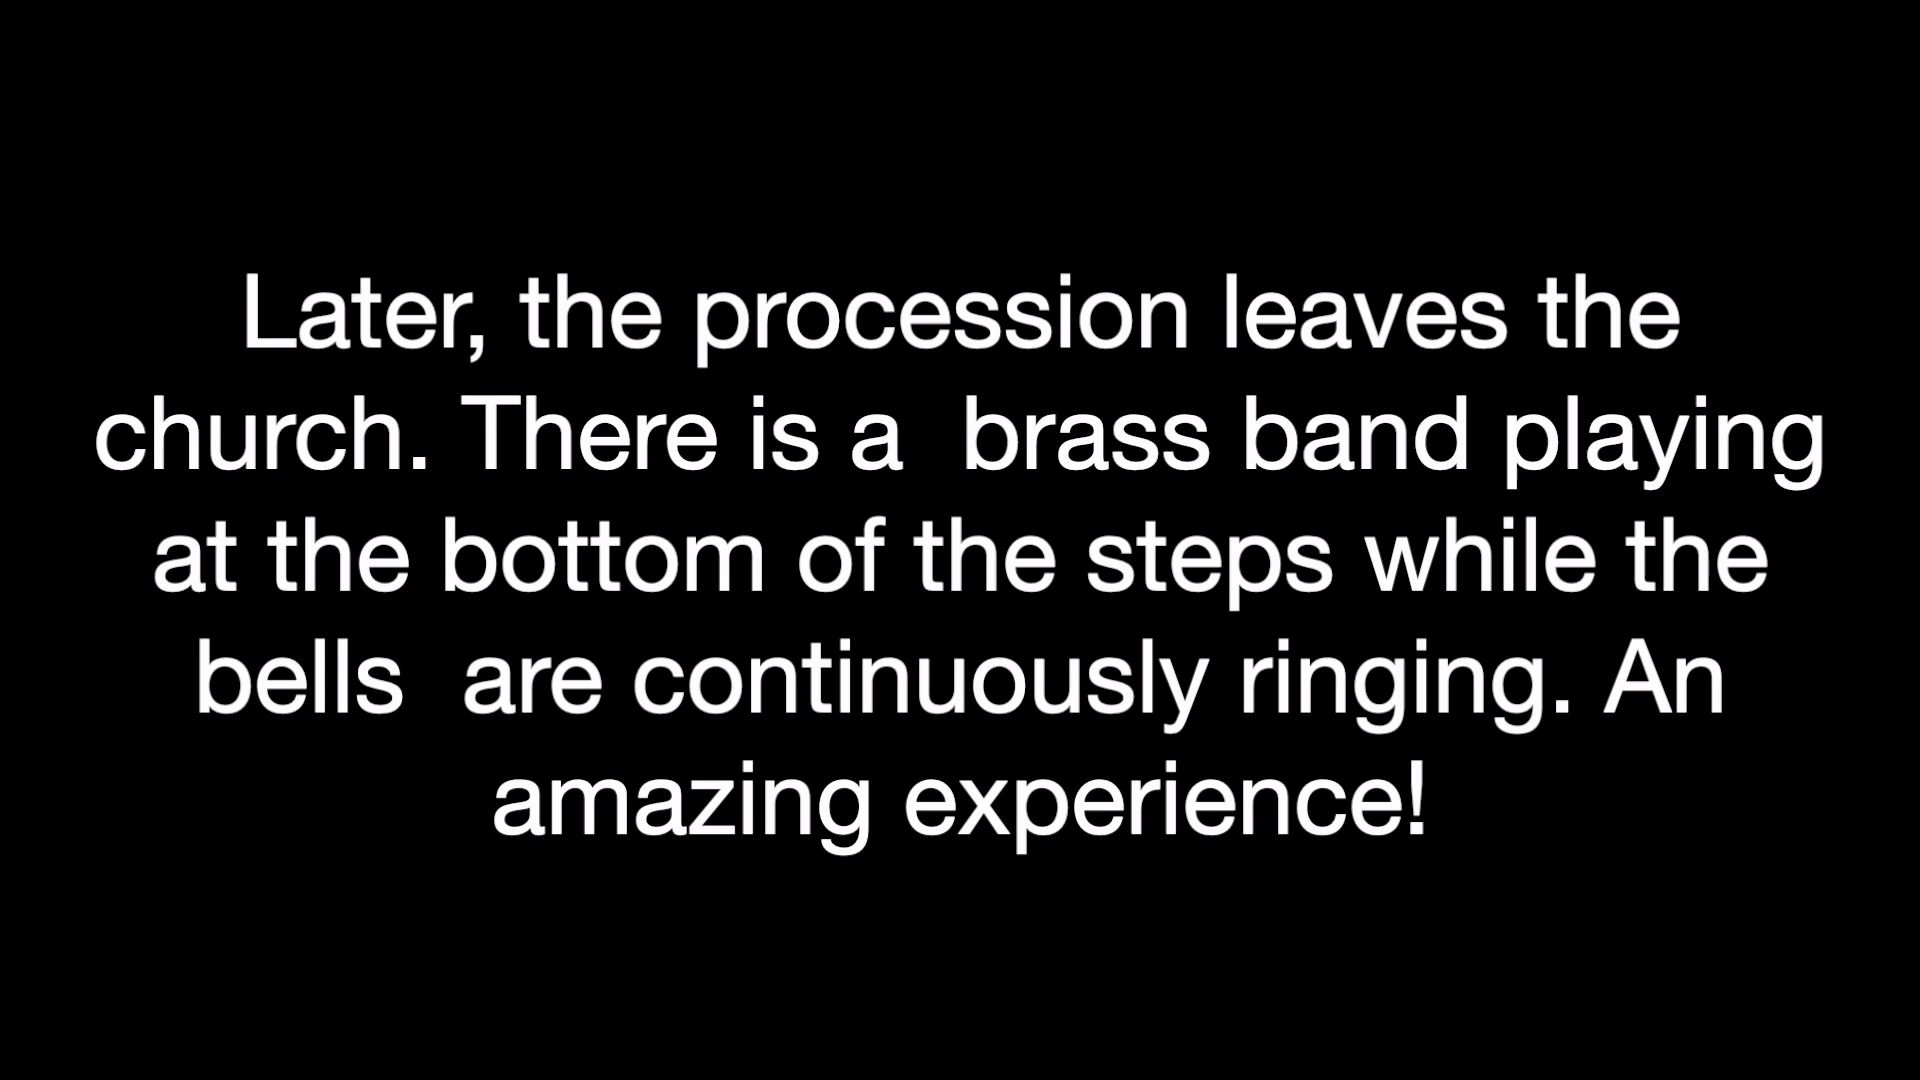 Later, the procession leaves the
church. There is a  brass band playing
at the bottom of the steps while the
bells  are continuously ringing. An
amazing experience!